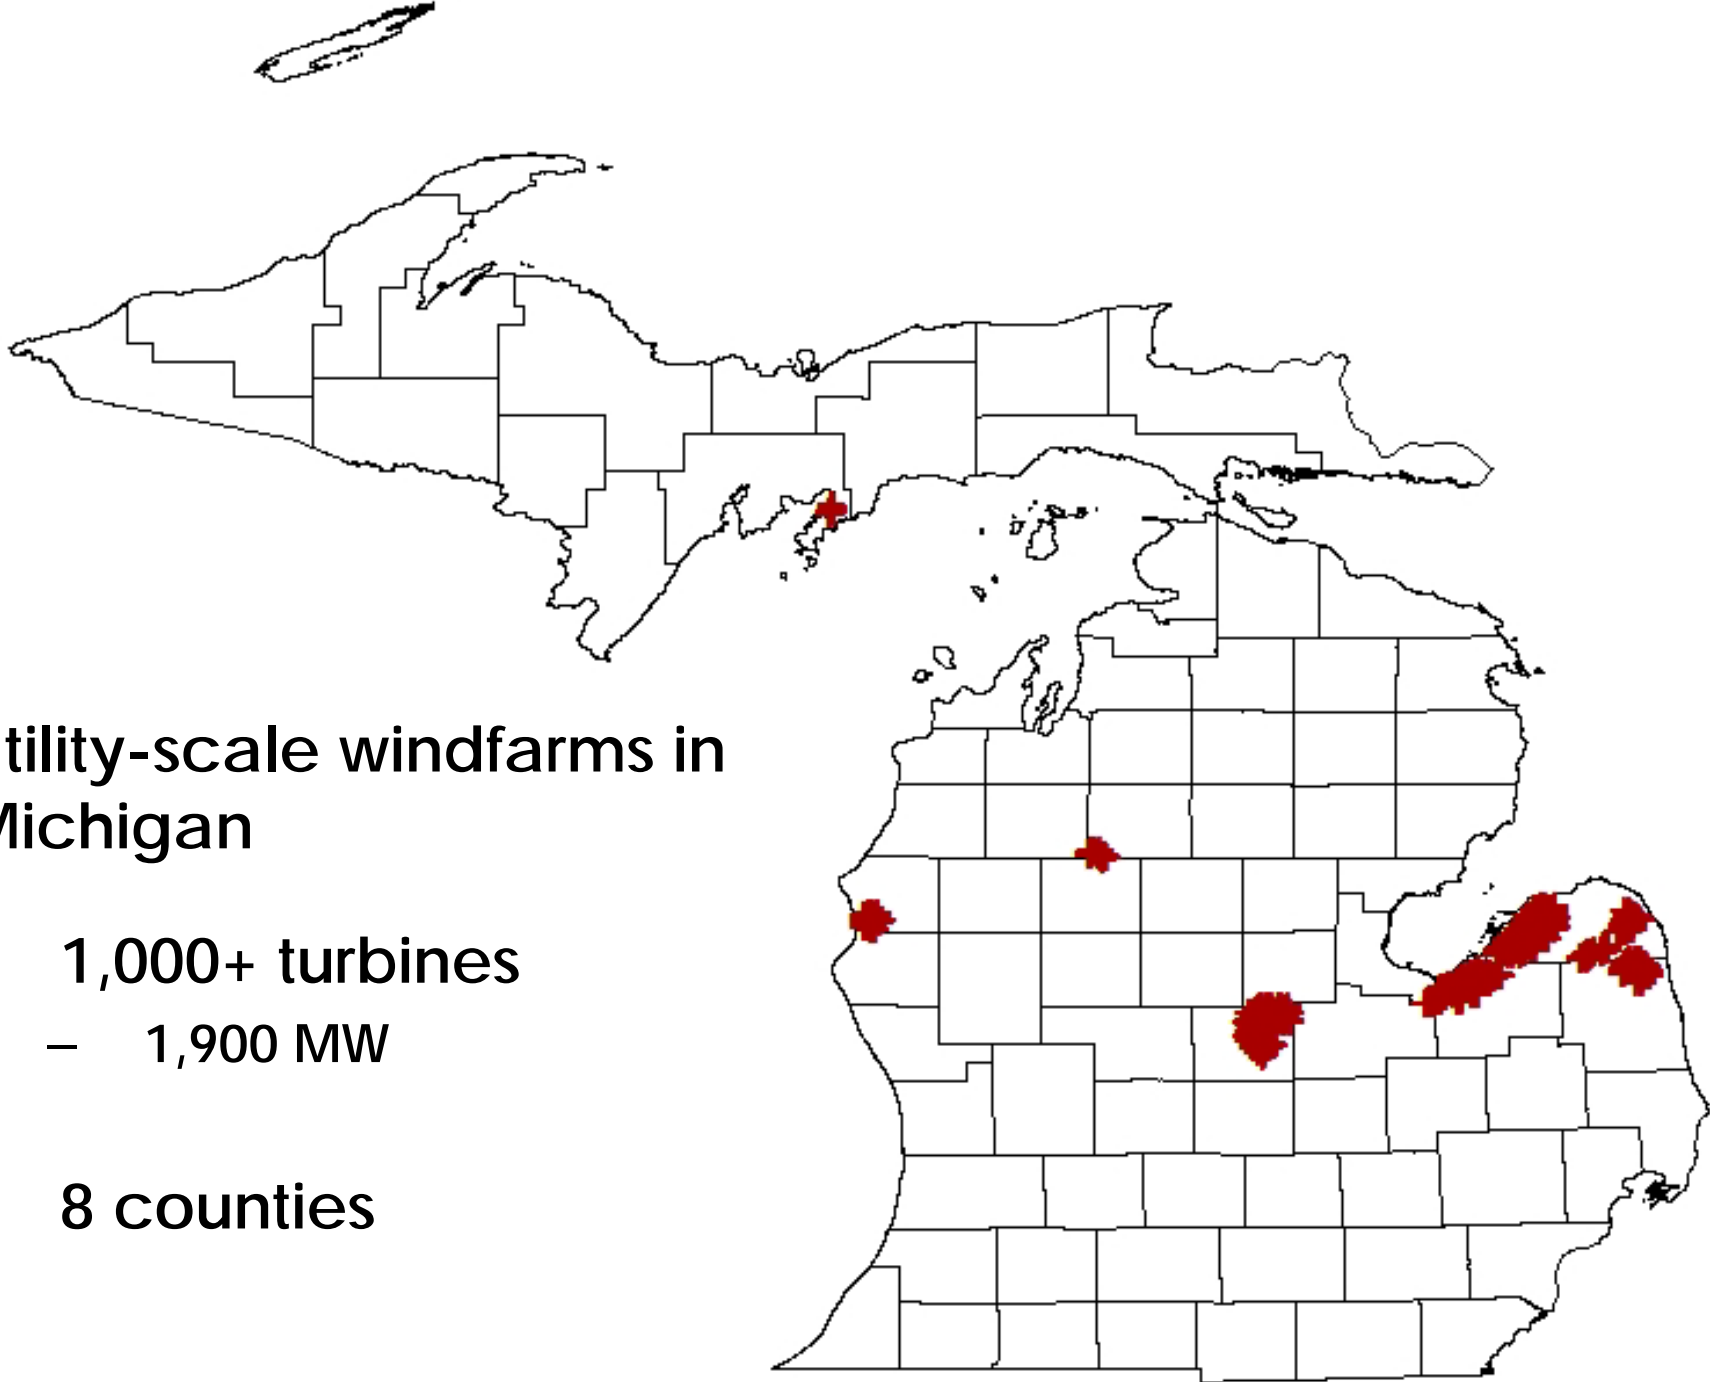 tility-scale windfarms in
Michigan
1,000+ turbines
– 1,900 MW
8 counties